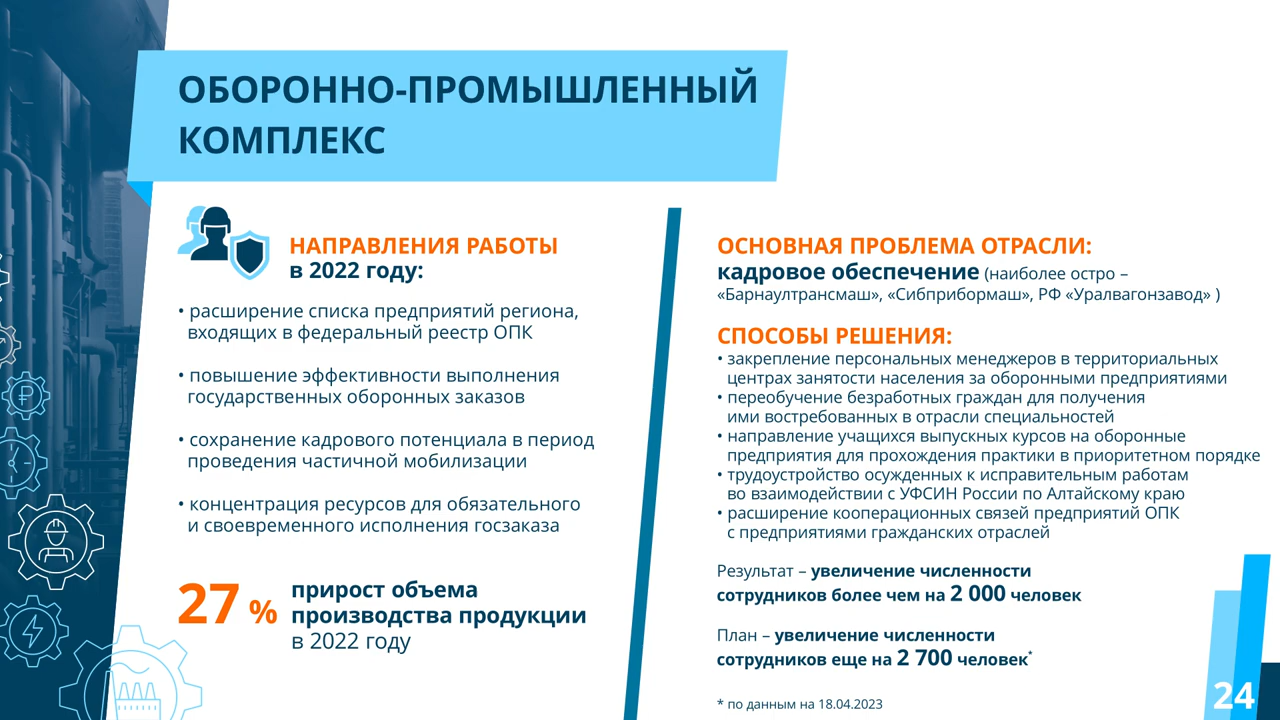 ОБОРОННО-ПРОМЫШЛЕННЫЙ
КОМПЛЕКС
НАПРАВЛЕНИЯ РАБОТЫ
в 2022 году:
• расширение списка предприятий региона,
входящих в федеральный реестр ОПК
• повышение эффективности выполнения
государственных оборонных заказов
• сохранение кадрового потенциала в период
проведения частичной мобилизации
• концентрация ресурсов для обязательного
и своевременного исполнения госзаказа
27 % прирост объема
производства продукции
в 2022 году
ОСНОВНАЯ ПРОБЛЕМА ОТРАСЛИ:
кадровое обеспечение (наиболее остро –
«Барнаултрансмаш», «Сибприбормаш», РФ «Уралвагонзавод» )
СПОСОБЫ РЕШЕНИЯ:
• закрепление персональных менеджеров в территориальных
центрах занятости населения за оборонными предприятиями
• переобучение безработных граждан для получения
ими востребованных в отрасли специальностей
• направление учащихся выпускных курсов на оборонные
предприятия для прохождения практики в приоритетном порядке
• трудоустройство осужденных к исправительным работам
во взаимодействии с УФСИН России по Алтайскому краю
• расширение кооперационных связей предприятий ОПК
с предприятиями гражданских отраслей
Результат – увеличение численности
сотрудников более чем на 2 000 человек
План – увеличение численности
сотрудников еще на 2 700 человек*
* по данным на 18.04.2023
24